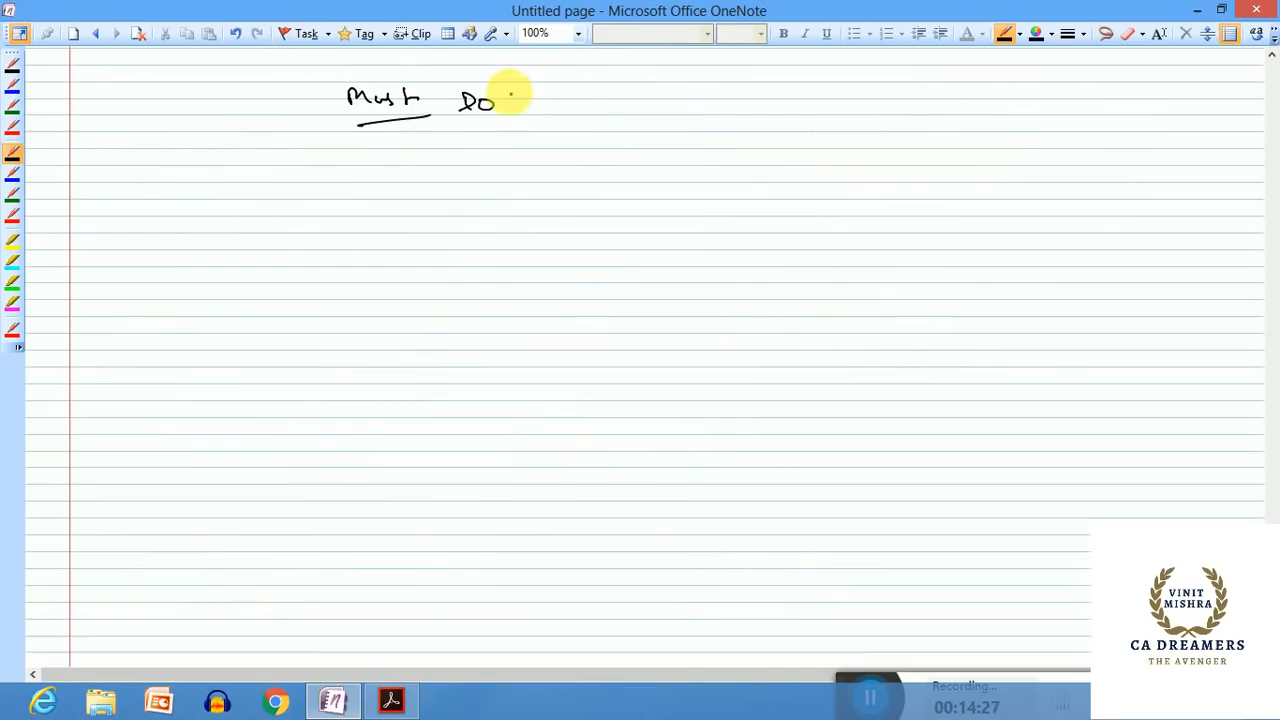 Untitled page - Microsoft Office OneNote
Task Tag Clip 100% B I U
Must Do
VINIT
MISHRA
CA DREAMERS
THE AVENGER
Recording...
00:14:27